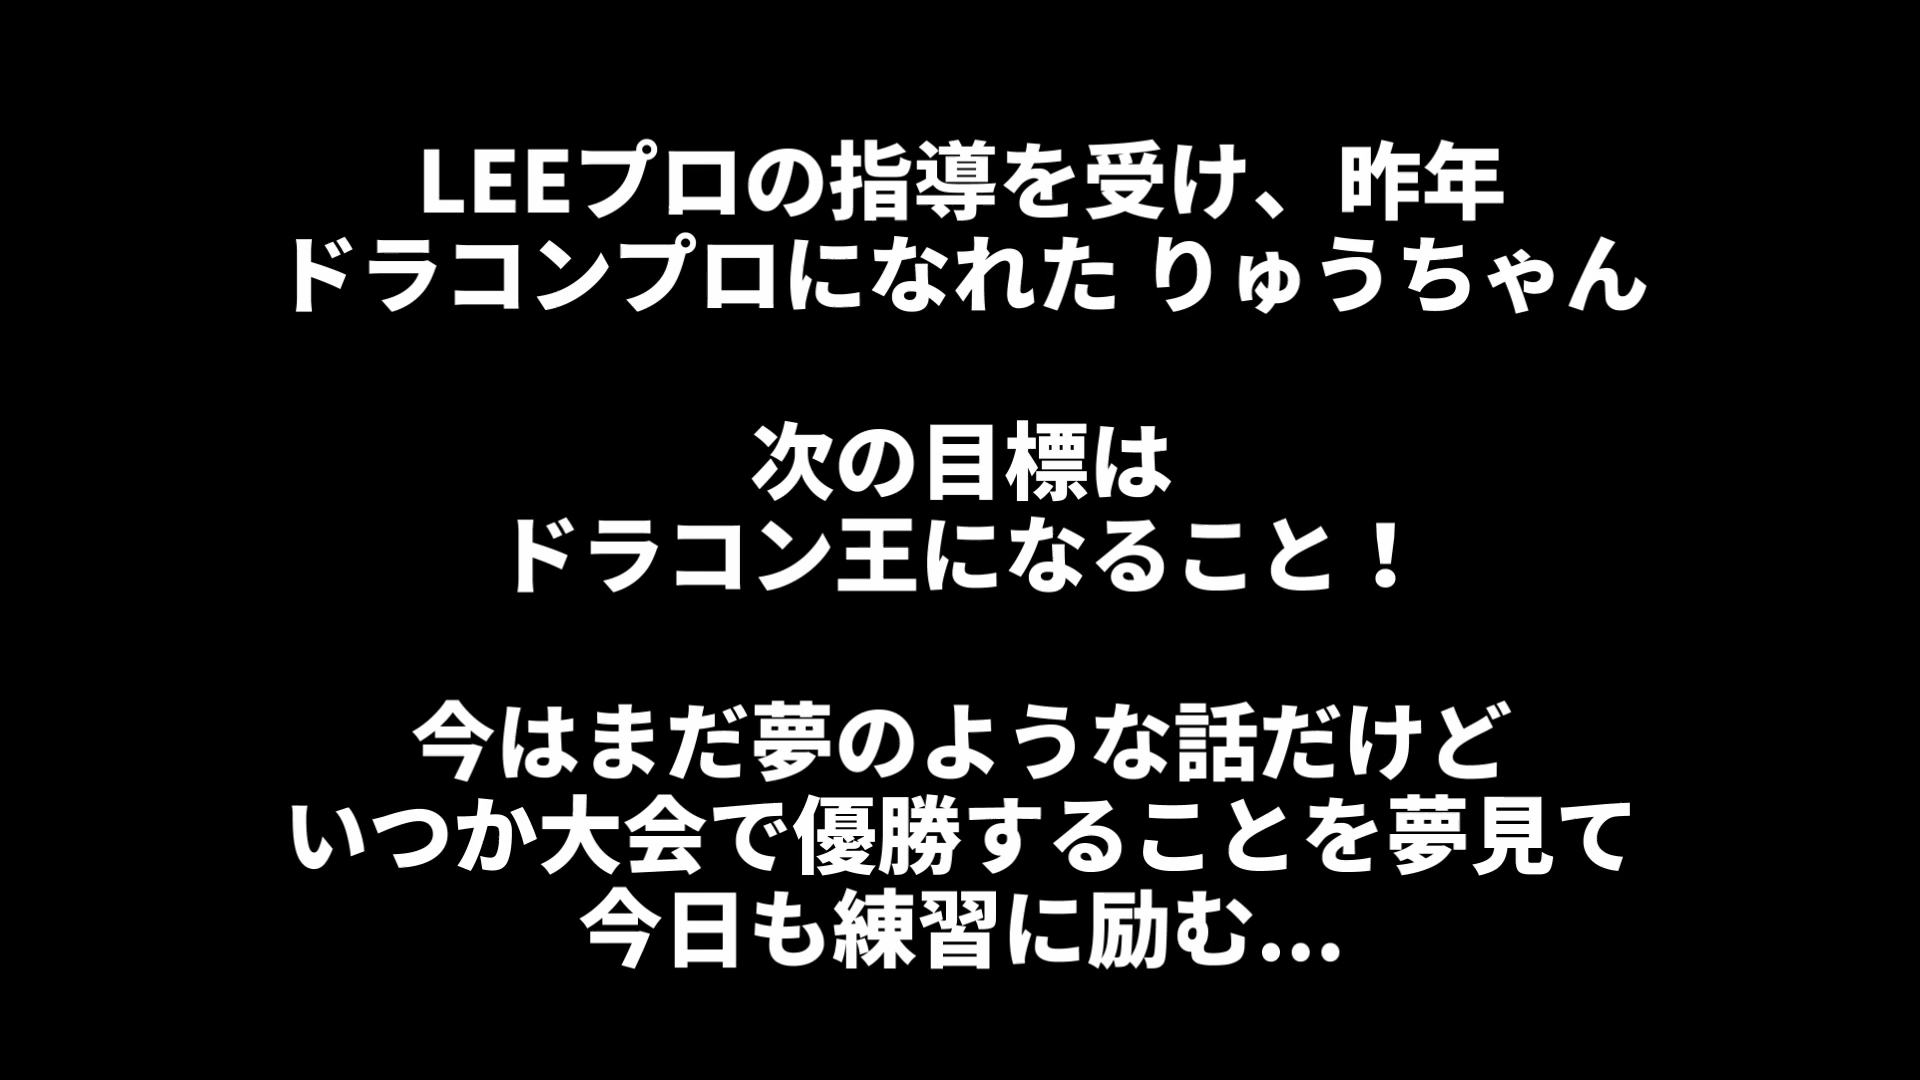 LEEプロの指導を受け、昨年
ドラコンプロになれた りゅうちゃん
次の目標は
ドラコン王になること！
今はまだ夢のような話だけど
いつか大会で優勝することを夢見て
今日も練習に励む...